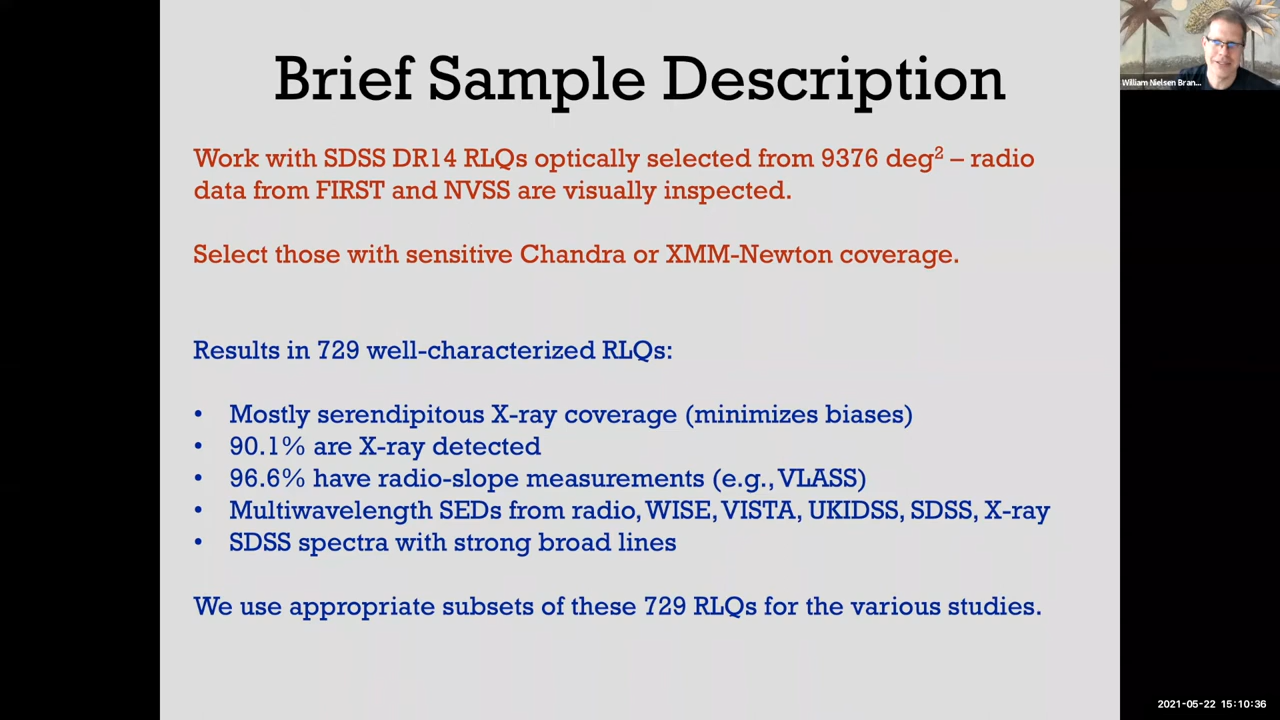 Brief Sample Description
Work with SDSS DR14 RLQs optically selected from 9376 deg² – radio
data from FIRST and NVSS are visually inspected.
Select those with sensitive Chandra or XMM-Newton coverage.
Results in 729 well-characterized RLQs:
• Mostly serendipitous X-ray coverage (minimizes biases)
• 90.1% are X-ray detected
• 96.6% have radio-slope measurements (e.g., VLASS)
• Multiwavelength SEDs from radio, WISE, VISTA, UKIDSS, SDSS, X-ray
• SDSS spectra with strong broad lines
We use appropriate subsets of these 729 RLQs for the various studies.
William Nielsen Bran...
2021-05-22 15:10:36